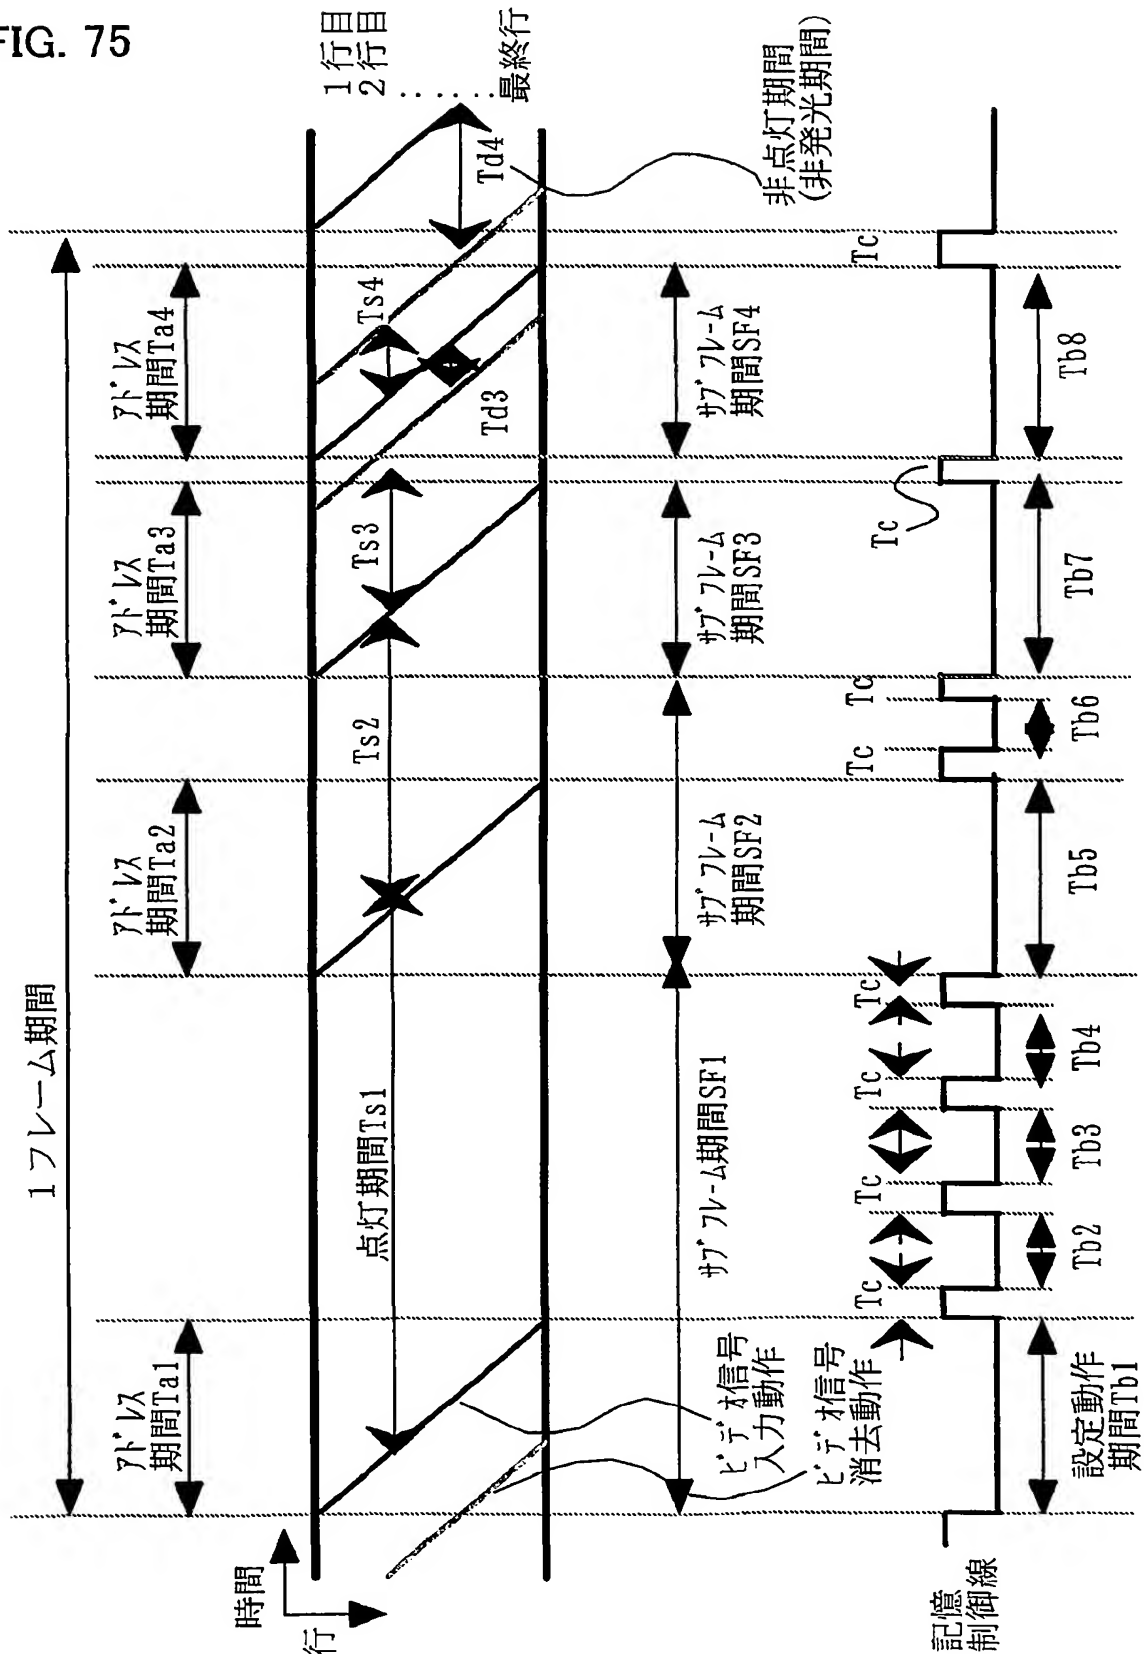 FIG. 75
1フレーム期間
アドレス
期間Ta1
アドレス
期間Ta2
アドレス
期間Ta3
アドレス
期間Ta4
時間
行
1行目
2行目
......
最終行
点灯期間Ts1
Ts2
Ts3
Ts4
Td3
Td4
非点灯期間
(非発光期間)
ビデオ信号
入力動作
ビデオ信号
消去動作
サブフレーム期間SF1
サブフレーム
期間SF2
サブフレーム
期間SF3
サブフレーム
期間SF4
記憶
制御線
Tc
Tc
Tc
Tc
Tc
Tc
Tc
Tc
設定動作
期間Tb1
Tb2
Tb3
Tb4
Tb5
Tb6
Tb7
Tb8